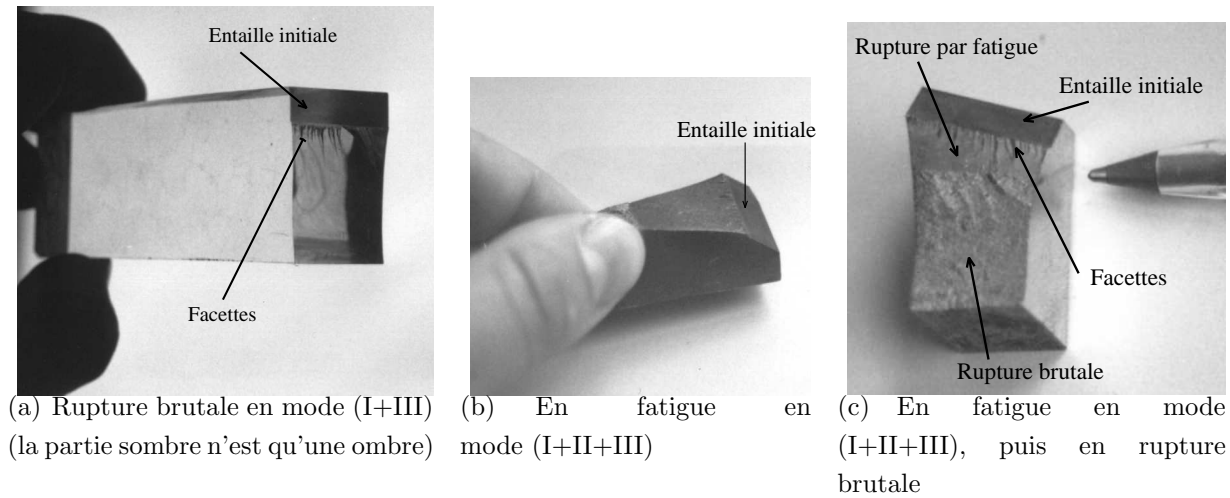 Entaille initiale
Facettes
(a) Rupture brutale en mode (I+III)
(la partie sombre n'est qu'une ombre)
Entaille initiale
(b) En fatigue en
mode (I+II+III)
Rupture par fatigue
Entaille initiale
Facettes
Rupture brutale
(c) En fatigue en mode
(I+II+III), puis en rupture
brutale